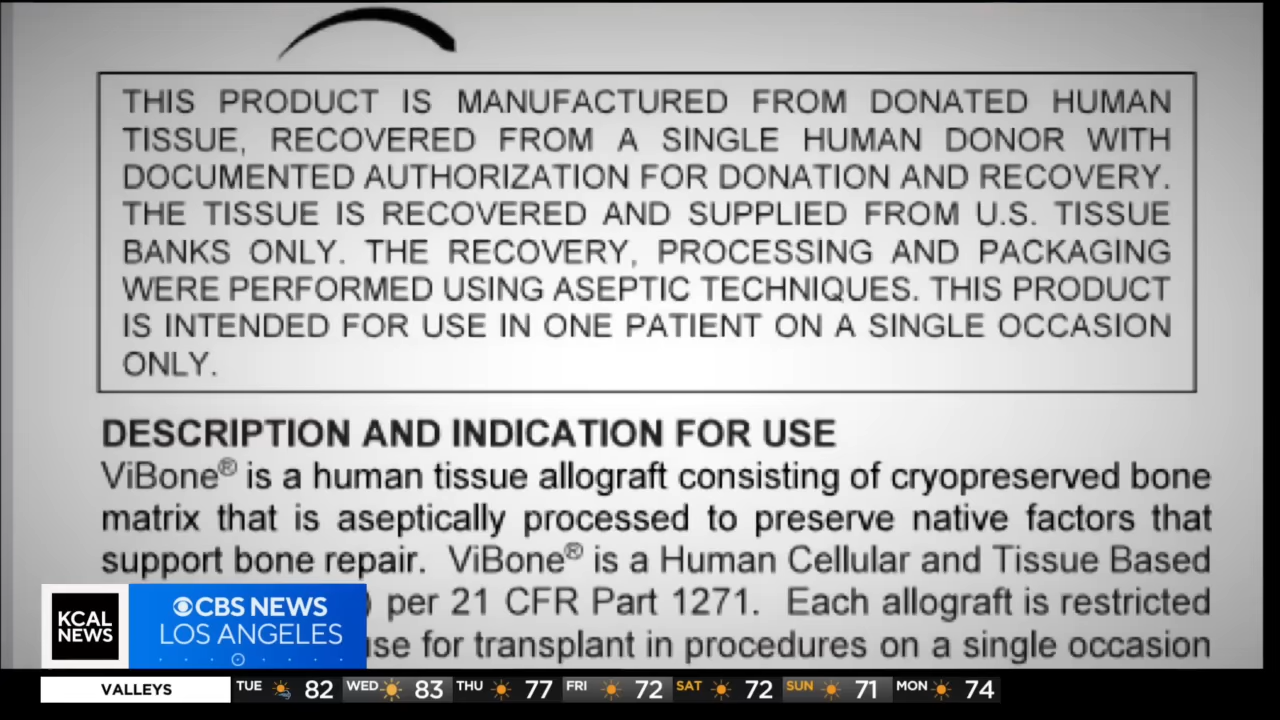 THIS PRODUCT IS MANUFACTURED FROM DONATED HUMAN
TISSUE, RECOVERED FROM A SINGLE HUMAN DONOR WITH
DOCUMENTED AUTHORIZATION FOR DONATION AND RECOVERY.
THE TISSUE IS RECOVERED AND SUPPLIED FROM U.S. TISSUE
BANKS ONLY. THE RECOVERY, PROCESSING AND PACKAGING
WERE PERFORMED USING ASEPTIC TECHNIQUES. THIS PRODUCT
IS INTENDED FOR USE IN ONE PATIENT ON A SINGLE OCCASION
ONLY.
DESCRIPTION AND INDICATION FOR USE
ViBone® is a human tissue allograft consisting of cryopreserved bone
matrix that is aseptically processed to preserve native factors that
support bone repair. ViBone® is a Human Cellular and Tissue Based
) per 21 CFR Part 1271. Each allograft is restricted
for transplant in procedures on a single occasion
KCAL
NEWS
CBS NEWS
LOS ANGELES
VALLEYS TUE 82 WED 83 THU 77 FRI 72 SAT 72 SUN 71 MON 74